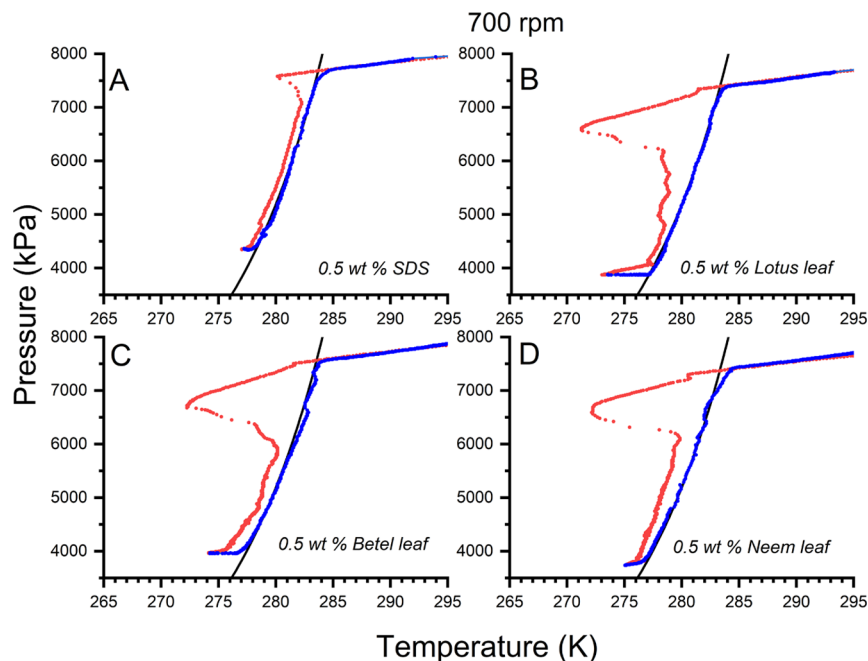 700 rpm
A
8000
7000
6000
5000
4000
0.5 wt % SDS
265 270 275 280 285 290 295
B
8000
7000
6000
5000
4000
0.5 wt % Lotus leaf
265 270 275 280 285 290 295
C
8000
7000
6000
5000
4000
0.5 wt % Betel leaf
265 270 275 280 285 290 295
D
8000
7000
6000
5000
4000
0.5 wt % Neem leaf
265 270 275 280 285 290 295
Pressure (kPa)
Temperature (K)